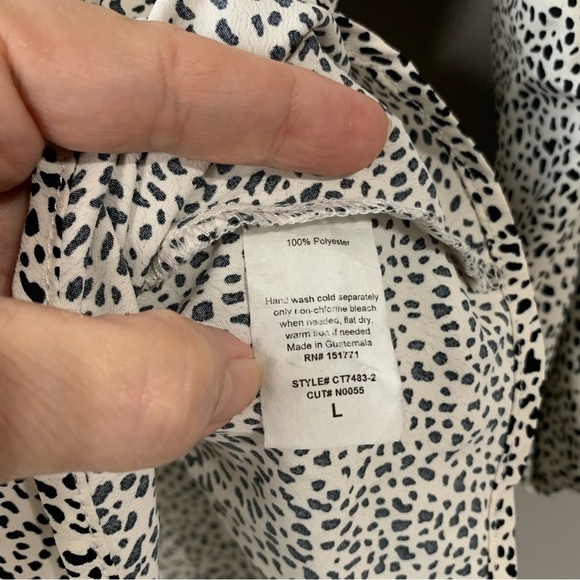 100% Polyester
Hand wash cold separately
only non-chlorine bleach
when needed, flat dry,
warm iron if needed
Made in Guatemala
RN# 151771
STYLE# CT7483-2
CUT# N0055
L